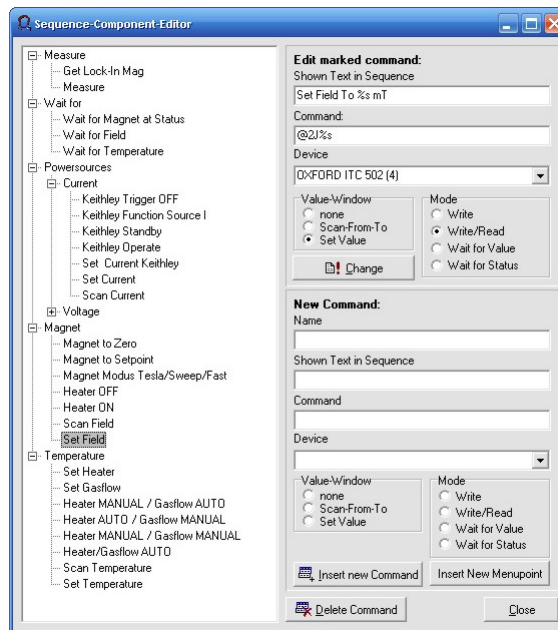 Sequence-Component-Editor
Measure
Get Lock-In Mag
Measure
Wait for
Wait for Magnet at Status
Wait for Field
Wait for Temperature
Powersources
Current
Keithley Trigger OFF
Keithley Function Source I
Keithley Standby
Keithley Operate
Set Current Keithley
Set Current
Scan Current
Voltage
Magnet
Magnet to Zero
Magnet to Setpoint
Magnet Modus Tesla/Sweep/Fast
Heater OFF
Heater ON
Scan Field
Set Field
Temperature
Set Heater
Set Gasflow
Heater MANUAL / Gasflow AUTO
Heater AUTO / Gasflow MANUAL
Heater MANUAL / Gasflow MANUAL
Heater/Gasflow AUTO
Scan Temperature
Set Temperature
Edit marked command:
Shown Text in Sequence
Set Field To %s mT
Command:
@2J%s
Device
OXFORD ITC 502 (4)
Value-Window
none
Scan-From-To
Set Value
Mode
Write
Write/Read
Wait for Value
Wait for Status
Change
New Command:
Name
Shown Text in Sequence
Command
Device
Value-Window
none
Scan-From-To
Set Value
Mode
Write
Write/Read
Wait for Value
Wait for Status
Insert new Command
Insert New Menupoint
Delete Command
Close